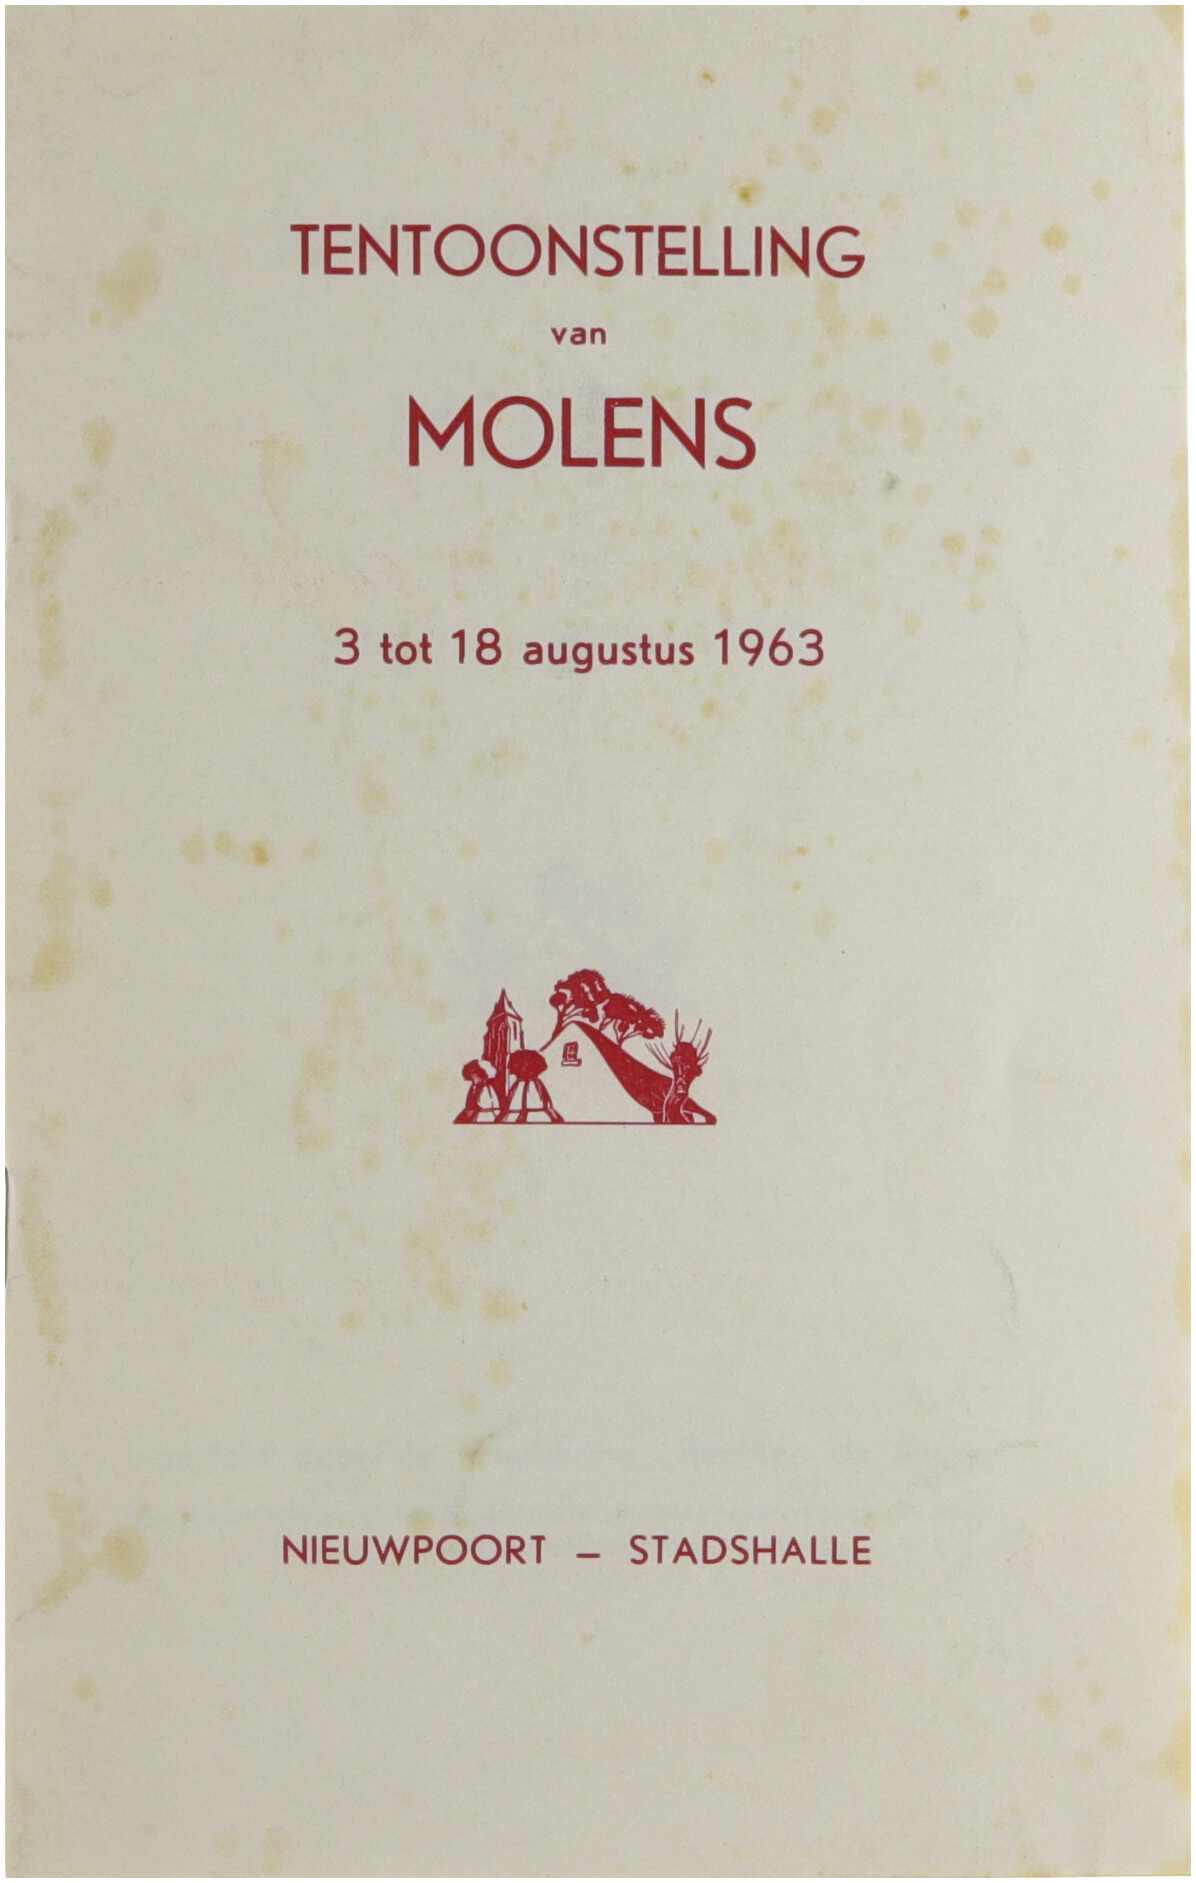 TENTOONSTELLING
van
MOLENS
3 tot 18 augustus 1963
NIEUWPOORT – STADSHALLE